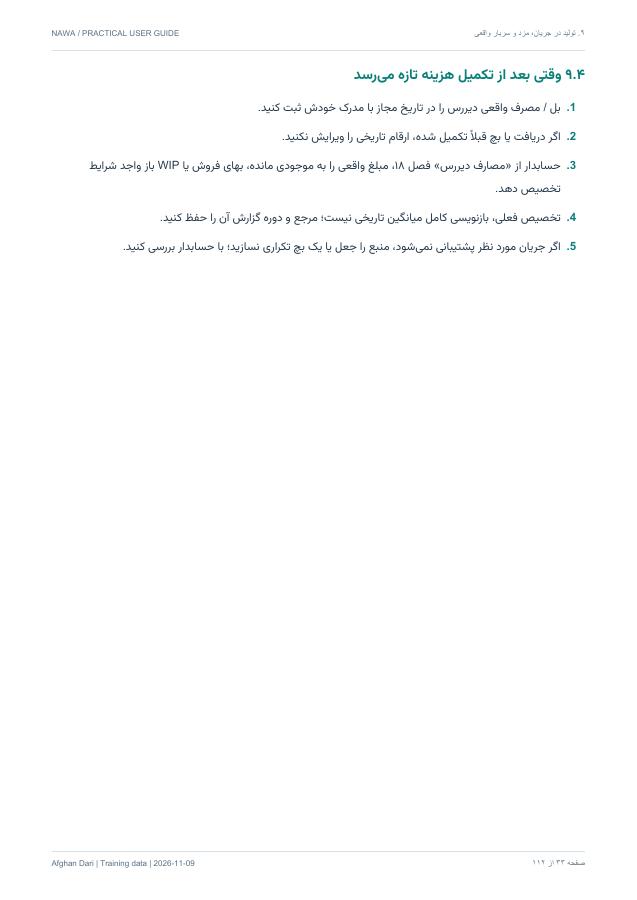 NAWA / PRACTICAL USER GUIDE
۹. تولید در جریان، مزد و سربار واقعی
۹.۴ وقتی بعد از تکمیل هزینه تازه می‌رسد
1. بل / مصرف واقعی دیررس را در تاریخ مجاز با مدرک خودش ثبت کنید.
2. اگر دریافت یا بچ قبلاً تکمیل شده، ارقام تاریخی را ویرایش نکنید.
3. حسابدار از «مصارف دیررس» فصل ۱۸، مبلغ واقعی را به موجودی مانده، بهای فروش یا WIP باز واجد شرایط
تخصیص دهد.
4. تخصیص فعلی، بازنویسی کامل میانگین تاریخی نیست؛ مرجع و دوره گزارش آن را حفظ کنید.
5. اگر جریان مورد نظر پشتیبانی نمی‌شود، منبع را جعل یا یک بچ تکراری نسازید؛ با حسابدار بررسی کنید.
Afghan Dari | Training data | 2026-11-09
صفحه ۳۳ از ۱۱۲